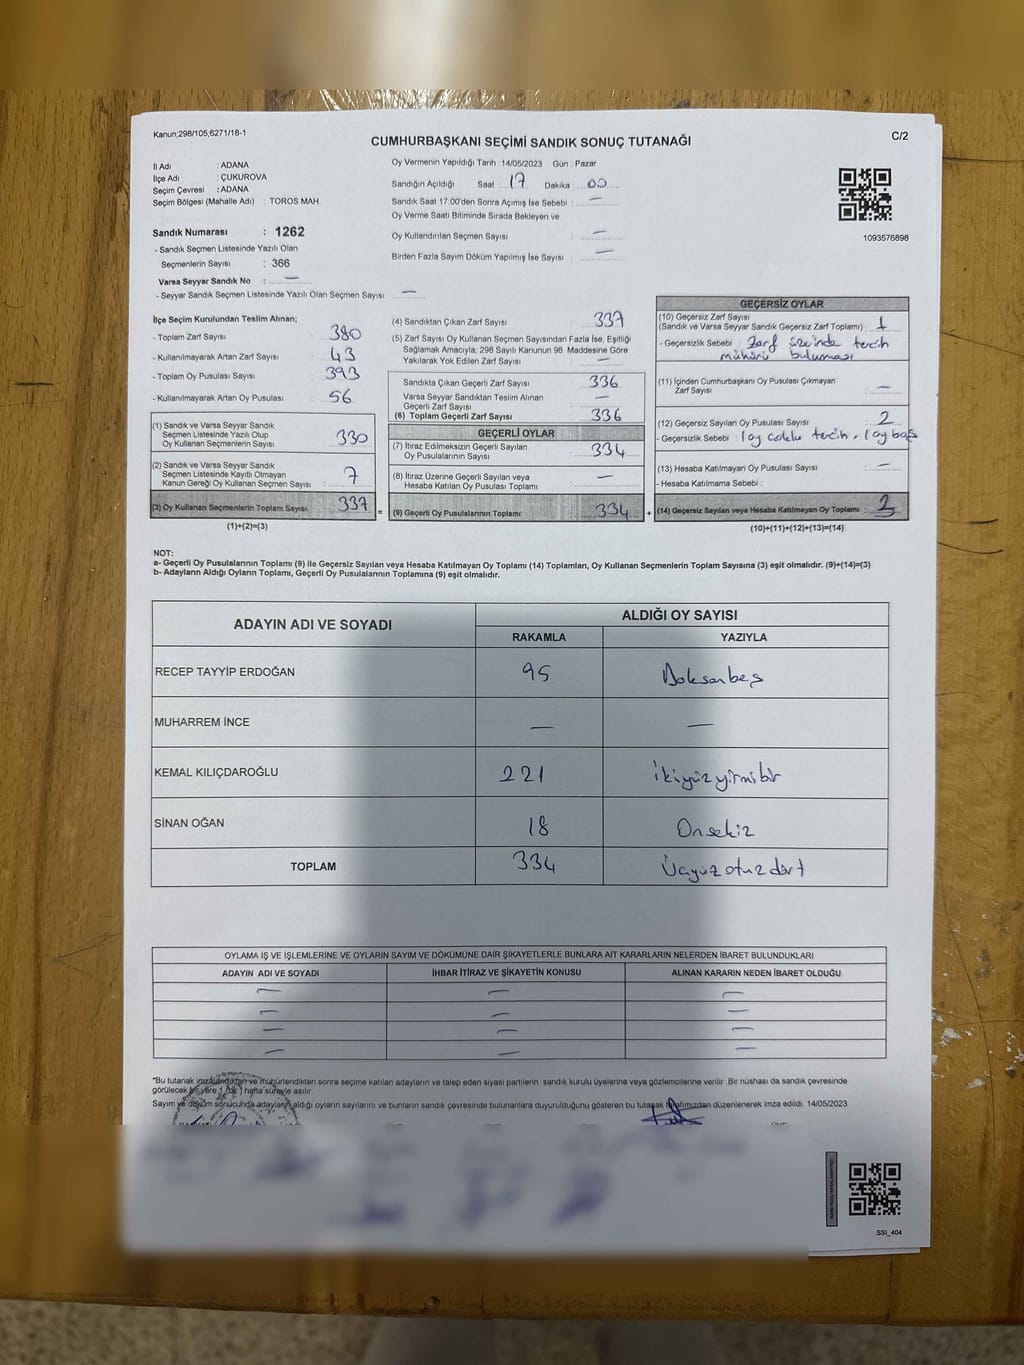 Kanun;298/105;6271/18-1
C/2
CUMHURBAŞKANI SEÇİMİ SANDIK SONUÇ TUTANAĞI
İl Adı : ADANA
İlçe Adı : ÇUKUROVA
Seçim Çevresi : ADANA
Seçim Bölgesi (Mahalle Adı) : TOROS MAH.
Sandık Numarası : 1262
- Sandık Seçmen Listesinde Yazılı Olan
Seçmenlerin Sayısı : 366
Varsa Seyyar Sandık No : —
- Seyyar Sandık Seçmen Listesinde Yazılı Olan Seçmen Sayısı : —
Oy Vermenin Yapıldığı Tarih : 14/05/2023 Gün : Pazar
Sandığın Açıldığı Saat : 17 Dakika : 00
Sandık Saat 17:00'den Sonra Açımış İse Sebebi : —
Oy Verme Saati Bitiminde Sırada Bekleyen ve
Oy Kullandırılan Seçmen Sayısı : —
Birden Fazla Sayım Döküm Yapılmış İse Sayısı : —
1093576898
İlçe Seçim Kurulundan Teslim Alınan;
- Toplam Zarf Sayısı : 380
- Kullanılmayarak Artan Zarf Sayısı : 43
- Toplam Oy Pusulası Sayısı : 393
- Kullanılmayarak Artan Oy Pusulası : 56
(1) Sandık ve Varsa Seyyar Sandık
Seçmen Listesinde Yazılı Olup
Oy Kullanan Seçmenlerin Sayısı : 330
(2) Sandık ve Varsa Seyyar Sandık
Seçmen Listesinde Kayıtlı Olmayan
Kanun Gereği Oy Kullanan Seçmen Sayısı : 7
(3) Oy Kullanan Seçmenlerin Toplam Sayısı : 337
(1)+(2)=(3)
(4) Sandıktan Çıkan Zarf Sayısı : 337
(5) Zarf Sayısı Oy Kullanan Seçmen Sayısından Fazla İse, Eşitliği
Sağlamak Amacıyla; 298 Sayılı Kanunun 98. Maddesine Göre
Yakılarak Yok Edilen Zarf Sayısı : —
Sandıkta Çıkan Geçerli Zarf Sayısı : 336
Varsa Seyyar Sandıktan Teslim Alınan
Geçerli Zarf Sayısı : —
(6) Toplam Geçerli Zarf Sayısı : 336
GEÇERLİ OYLAR
(7) İtiraz Edilmeksizin Geçerli Sayılan
Oy Pusulalarının Sayısı : 334
(8) İtiraz Üzerine Geçerli Sayılan veya
Hesaba Katılan Oy Pusulası Toplamı : —
= (9) Geçerli Oy Pusulalarının Toplamı : 334
GEÇERSİZ OYLAR
(10) Geçersiz Zarf Sayısı
(Sandık ve Varsa Seyyar Sandık Geçersiz Zarf Toplamı) : 1
- Geçersizlik Sebebi : Zarf üzerinde tercih
mühürü bulunması
(11) İçinden Cumhurbaşkanı Oy Pusulası Çıkmayan
Zarf Sayısı : —
(12) Geçersiz Sayılan Oy Pusulası Sayısı : 2
- Geçersizlik Sebebi : 1 oy çoklu tercih, 1 oy boş
(13) Hesaba Katılmayan Oy Pusulası Sayısı : —
- Hesaba Katılmama Sebebi :
+ (14) Geçersiz Sayılan veya Hesaba Katılmayan Oy Toplamı : 3
(10)+(11)+(12)+(13)=(14)
NOT:
a- Geçerli Oy Pusulalarının Toplamı (9) ile Geçersiz Sayılan veya Hesaba Katılmayan Oy Toplamı (14) Toplamları, Oy Kullanan Seçmenlerin Toplam Sayısına (3) eşit olmalıdır. (9)+(14)=(3)
b- Adayların Aldığı Oyların Toplamı, Geçerli Oy Pusulalarının Toplamına (9) eşit olmalıdır.
ADAYIN ADI VE SOYADI
ALDIĞI OY SAYISI
RAKAMLA YAZIYLA
RECEP TAYYİP ERDOĞAN 95 Doksanbeş
MUHARREM İNCE — —
KEMAL KILIÇDAROĞLU 221 İkiyüzyirmibir
SİNAN OĞAN 18 Onsekiz
TOPLAM 334 Üçyüzotuzdört
OYLAMA İŞ VE İŞLEMLERİNE VE OYLARIN SAYIM VE DÖKÜMÜNE DAİR ŞİKAYETLERLE BUNLARA AİT KARARLARIN NELERDEN İBARET BULUNDUKLARI
ADAYIN ADI VE SOYADI İHBAR İTİRAZ VE ŞİKAYETİN KONUSU ALINAN KARARIN NEDEN İBARET OLDUĞU
— — —
— — —
— — —
— — —
"Bu tutanak imzalandıktan ve mühürlendikten sonra seçime katılan adayların ve talep eden siyasi partilerin sandık kurulu üyelerine veya gözlemcilerine verilir. Bir nüshası da sandık çevresinde
görülecek bir yere 1 (bir) hafta süreyle asılır.
Sayım ve döküm sonucunda adayların aldığı oyların sayılarını ve bunların sandık çevresinde bulunanlara duyurulduğunu gösteren bu tutanak tarafımızdan düzenlenerek imza edildi. 14/05/2023
SSI_404